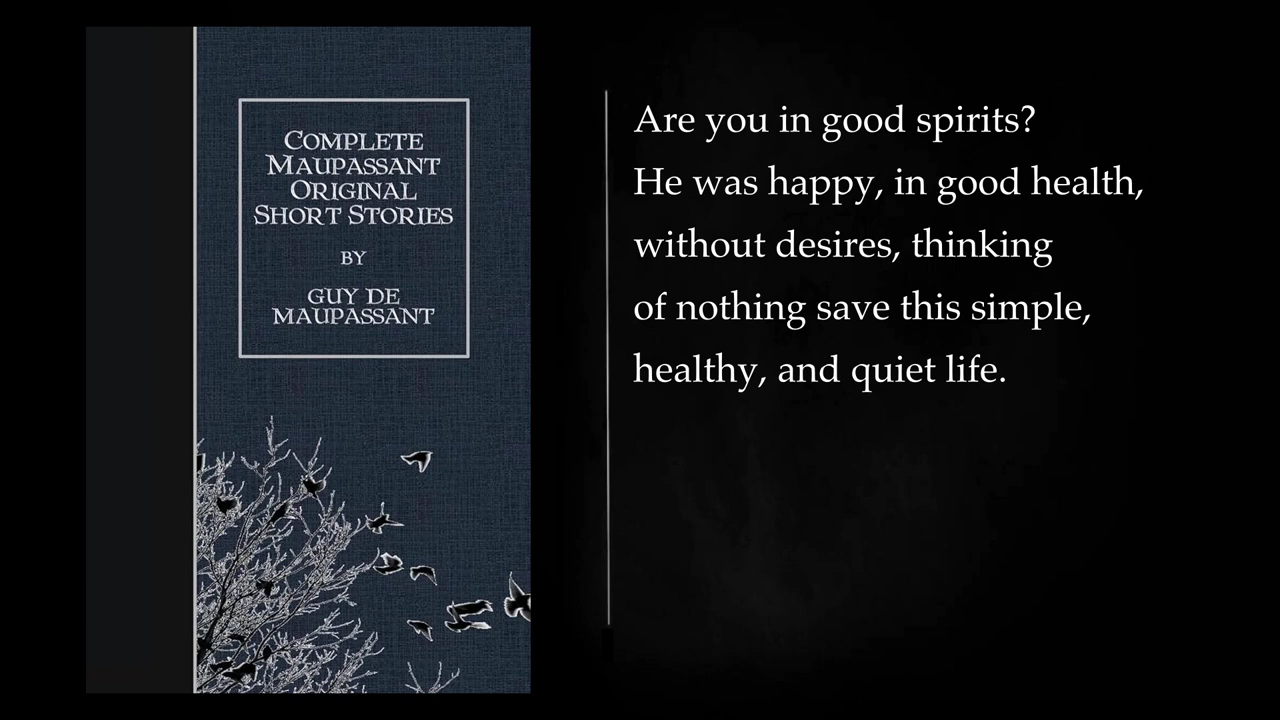 COMPLETE
MAUPASSANT
ORIGINAL
SHORT STORIES
BY
GUY DE
MAUPASSANT
Are you in good spirits?
He was happy, in good health,
without desires, thinking
of nothing save this simple,
healthy, and quiet life.